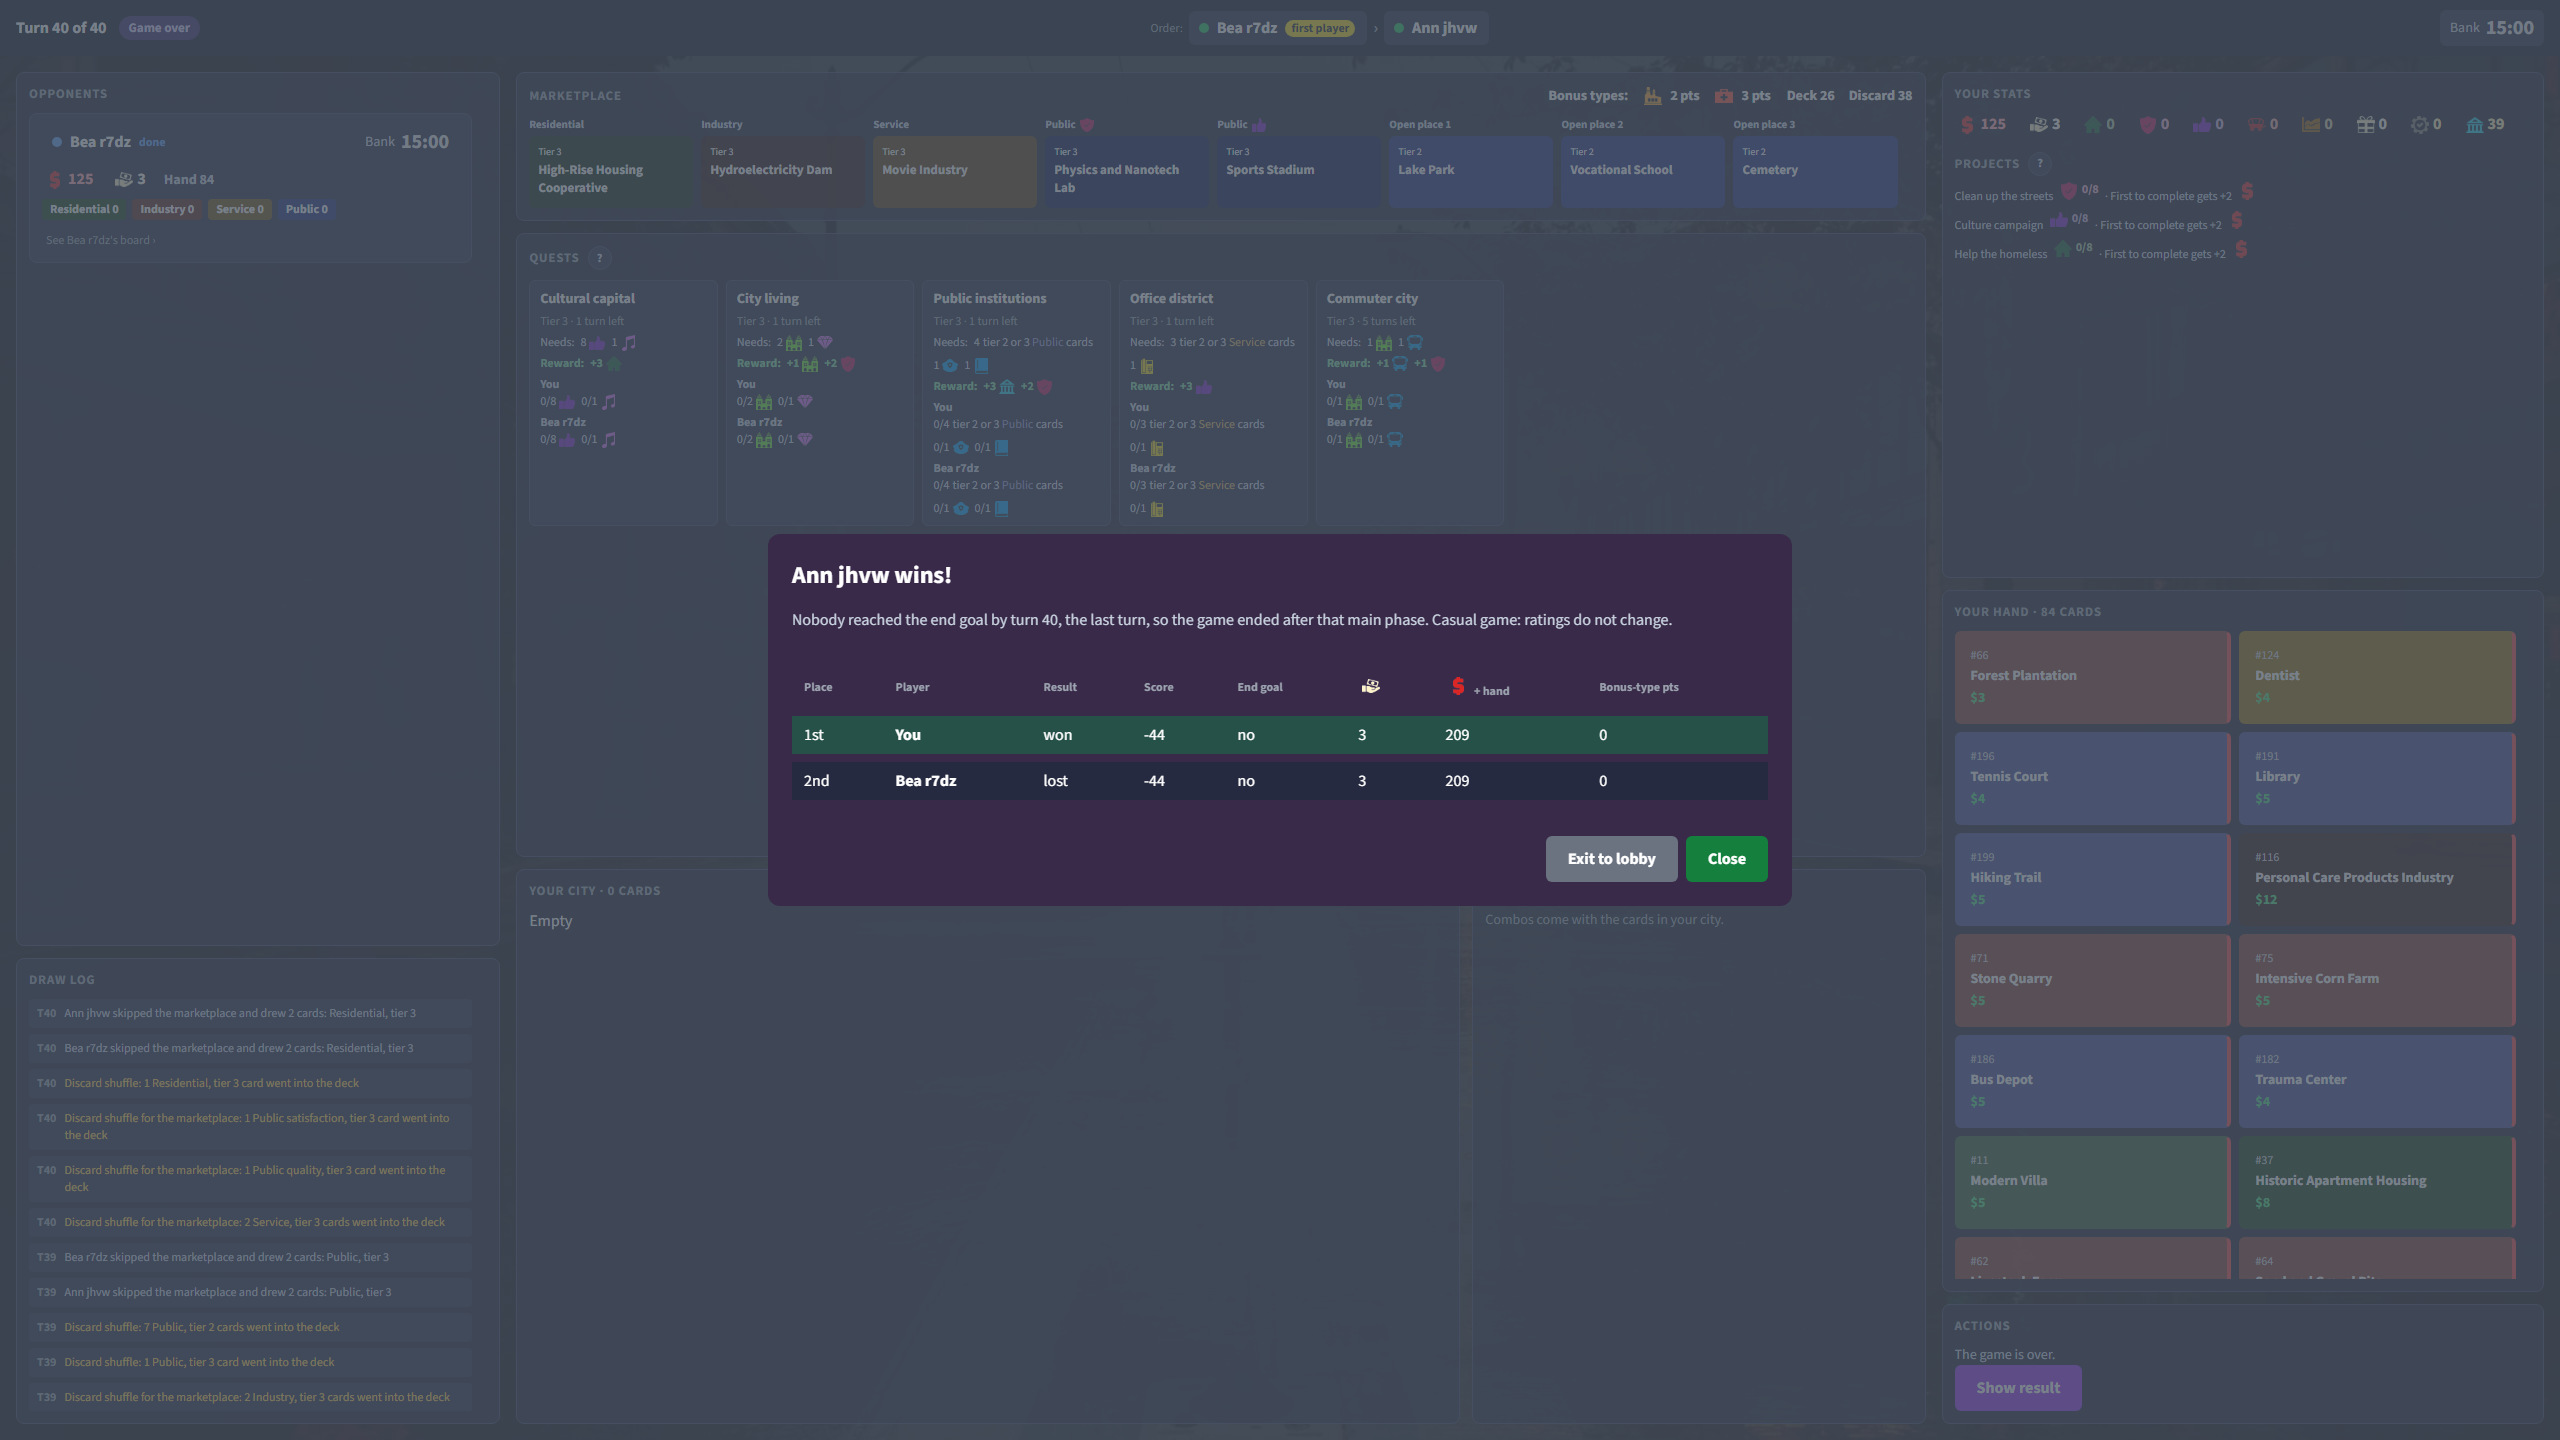 Turn 40 of 40 Game over
Order: Bea r7dz first player › Ann jhvw
Bank 15:00
OPPONENTS
Bea r7dz done Bank 15:00
125 3 Hand 84
Residential 0 Industry 0 Service 0 Public 0
See Bea r7dz's board ›
MARKETPLACE
Bonus types: 2 pts 3 pts Deck 26 Discard 38
Residential Industry Service Public Public Open place 1 Open place 2 Open place 3
Tier 3 Tier 3 Tier 3 Tier 3 Tier 3 Tier 2 Tier 2 Tier 2
High-Rise Housing Hydroelectricity Dam Movie Industry Physics and Nanotech Sports Stadium Lake Park Vocational School Cemetery
Cooperative Lab
QUESTS ?
Cultural capital
Tier 3 · 1 turn left
Needs: 8 1
Reward: +3
You
0/8 0/1
Bea r7dz
0/8 0/1
City living
Tier 3 · 1 turn left
Needs: 2 1
Reward: +1 +2
You
0/2 0/1
Bea r7dz
0/2 0/1
Public institutions
Tier 3 · 1 turn left
Needs: 4 tier 2 or 3 Public cards
1 1
Reward: +3 +2
You
0/4 tier 2 or 3 Public cards
0/1 0/1
Bea r7dz
0/4 tier 2 or 3 Public cards
0/1 0/1
Office district
Tier 3 · 1 turn left
Needs: 3 tier 2 or 3 Service cards
1
Reward: +3
You
0/3 tier 2 or 3 Service cards
0/1
Bea r7dz
0/3 tier 2 or 3 Service cards
0/1
Commuter city
Tier 3 · 5 turns left
Needs: 1 1
Reward: +1 +1
You
0/1 0/1
Bea r7dz
0/1 0/1
YOUR STATS
125 3 0 0 0 0 0 0 0 39
PROJECTS ?
Clean up the streets 0/8 · First to complete gets +2
Culture campaign 0/8 · First to complete gets +2
Help the homeless 0/8 · First to complete gets +2
Ann jhvw wins!
Nobody reached the end goal by turn 40, the last turn, so the game ended after that main phase. Casual game: ratings do not change.
Place Player Result Score End goal + hand Bonus-type pts
1st You won -44 no 3 209 0
2nd Bea r7dz lost -44 no 3 209 0
Exit to lobby Close
YOUR CITY · 0 CARDS
Empty
Combos come with the cards in your city.
DRAW LOG
T40 Ann jhvw skipped the marketplace and drew 2 cards: Residential, tier 3
T40 Bea r7dz skipped the marketplace and drew 2 cards: Residential, tier 3
T40 Discard shuffle: 1 Residential, tier 3 card went into the deck
T40 Discard shuffle for the marketplace: 1 Public satisfaction, tier 3 card went into
the deck
T40 Discard shuffle for the marketplace: 1 Public quality, tier 3 card went into the
deck
T40 Discard shuffle for the marketplace: 2 Service, tier 3 cards went into the deck
T39 Bea r7dz skipped the marketplace and drew 2 cards: Public, tier 3
T39 Ann jhvw skipped the marketplace and drew 2 cards: Public, tier 3
T39 Discard shuffle: 7 Public, tier 2 cards went into the deck
T39 Discard shuffle: 1 Public, tier 3 card went into the deck
T39 Discard shuffle for the marketplace: 2 Industry, tier 3 cards went into the deck
YOUR HAND · 84 CARDS
#66 #124
Forest Plantation Dentist
$3 $4
#196 #191
Tennis Court Library
$4 $5
#199 #116
Hiking Trail Personal Care Products Industry
$5 $12
#71 #75
Stone Quarry Intensive Corn Farm
$5 $5
#186 #182
Bus Depot Trauma Center
$5 $4
#11 #37
Modern Villa Historic Apartment Housing
$5 $8
#62 #64
ACTIONS
The game is over.
Show result